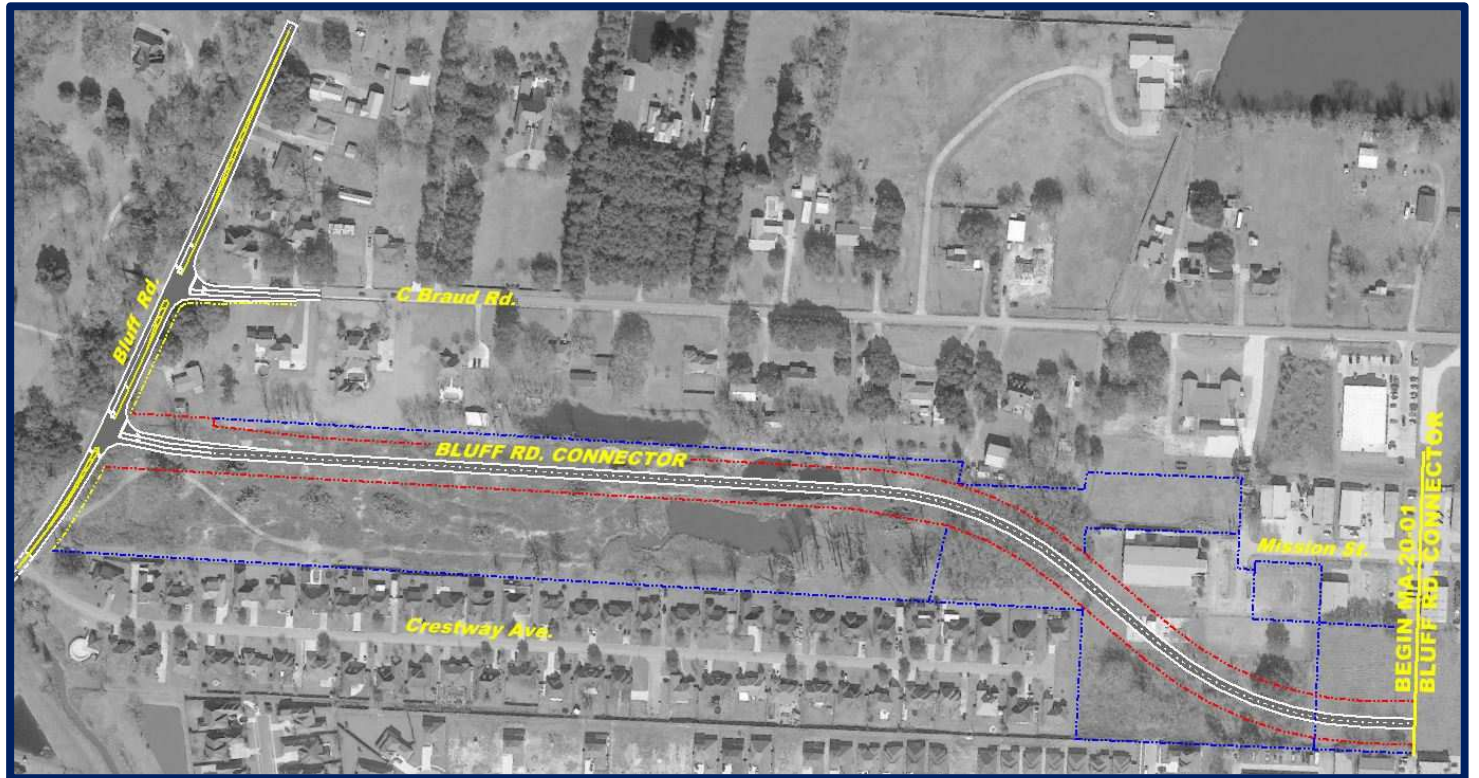 Bluff Rd.
C Braud Rd.
BLUFF RD. CONNECTOR
Mission St.
Crestway Ave.
BEGIN MA-20-01
BLUFF RD. CONNECTOR